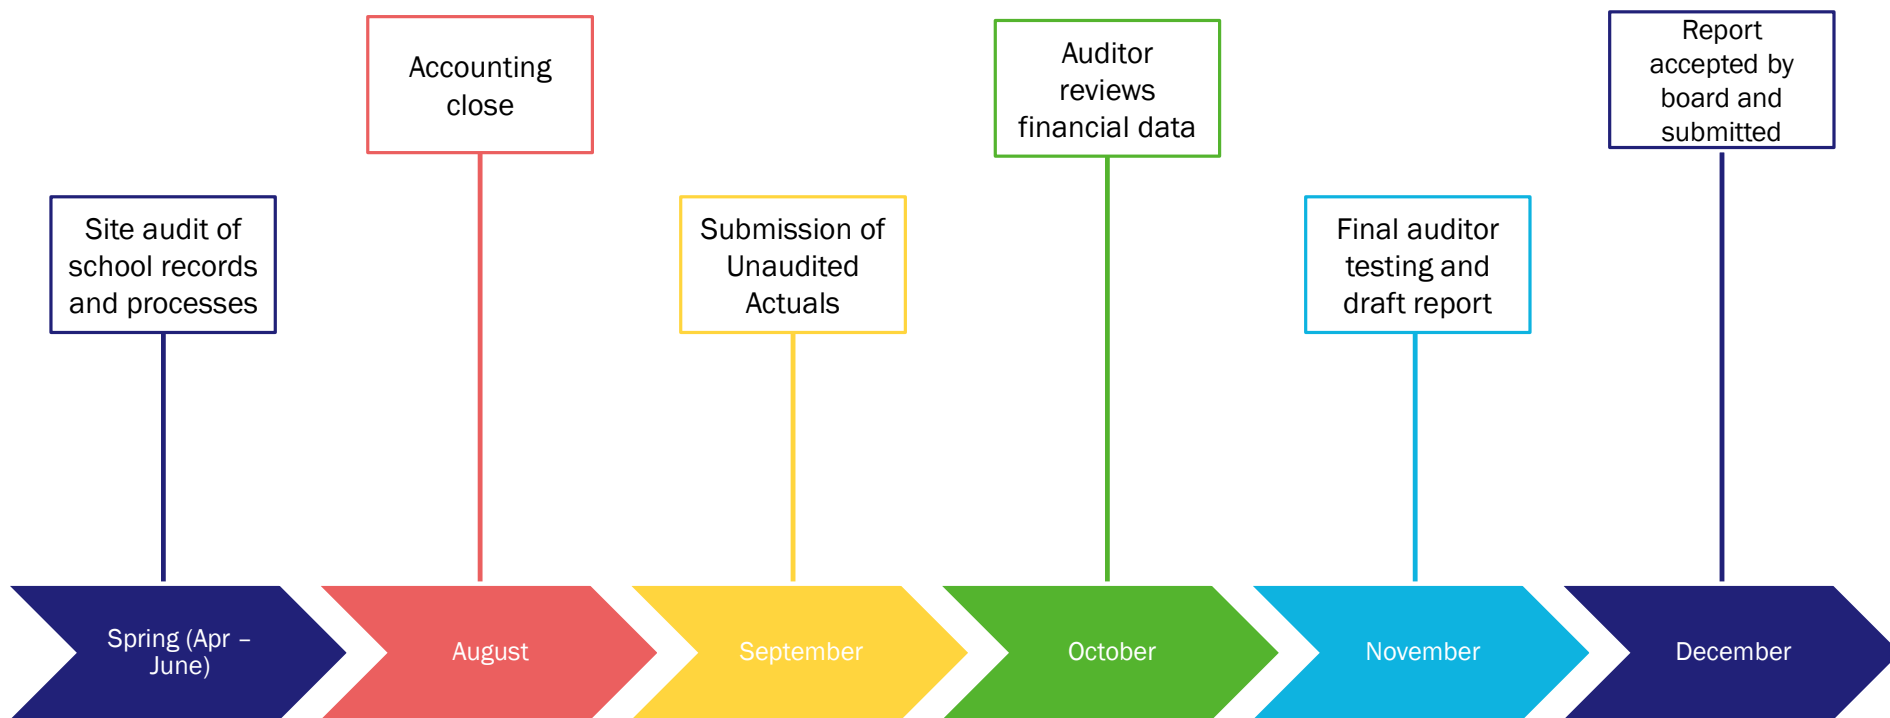 Site audit of
school records
and processes
Accounting
close
Submission of
Unaudited
Actuals
Auditor
reviews
financial data
Final auditor
testing and
draft report
Report
accepted by
board and
submitted
Spring (Apr –
June)
August
September
October
November
December